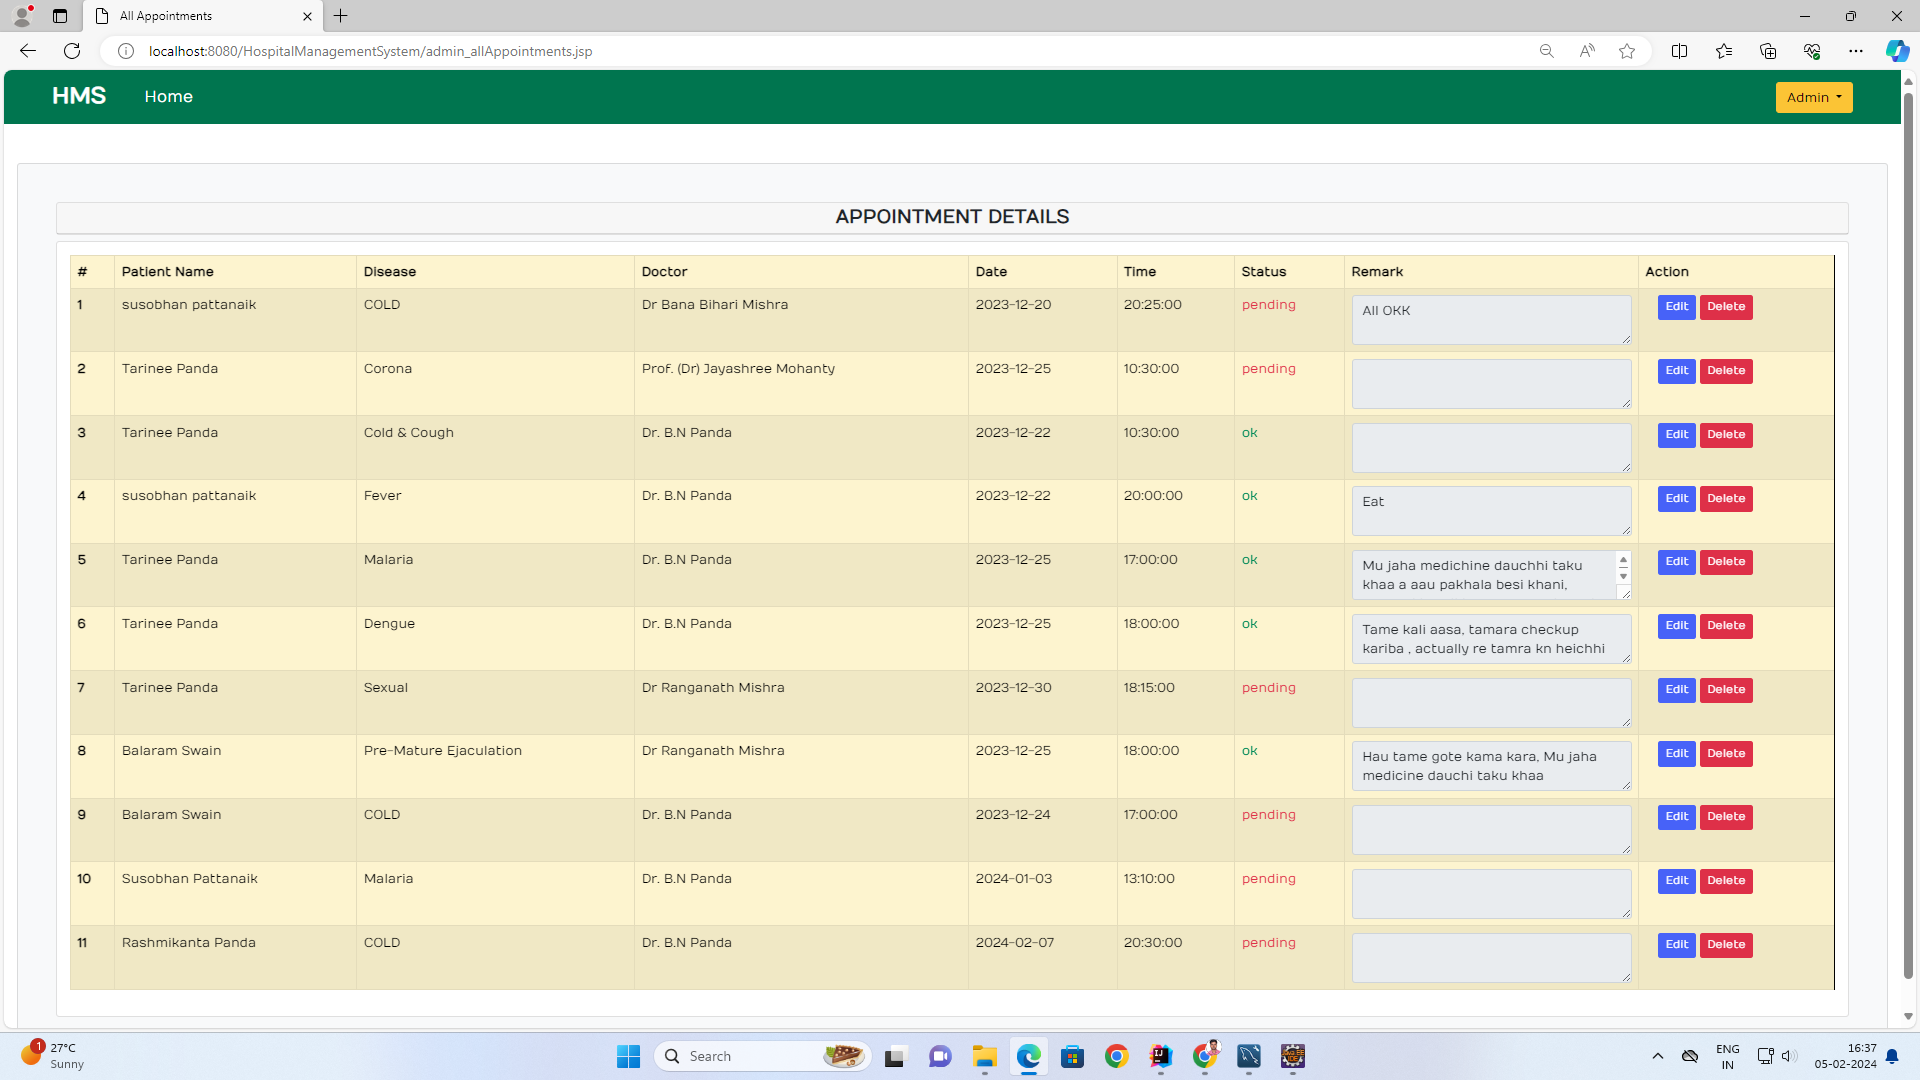 All Appointments
localhost:8080/HospitalManagementSystem/admin_allAppointments.jsp
HMS Home Admin
APPOINTMENT DETAILS
# Patient Name Disease Doctor Date Time Status Remark Action
1 susobhan pattanaik COLD Dr Bana Bihari Mishra 2023-12-20 20:25:00 pending All OKK Edit Delete
2 Tarinee Panda Corona Prof. (Dr) Jayashree Mohanty 2023-12-25 10:30:00 pending Edit Delete
3 Tarinee Panda Cold & Cough Dr. B.N Panda 2023-12-22 10:30:00 ok Edit Delete
4 susobhan pattanaik Fever Dr. B.N Panda 2023-12-22 20:00:00 ok Eat Edit Delete
5 Tarinee Panda Malaria Dr. B.N Panda 2023-12-25 17:00:00 ok Mu jaha medichine dauchhi taku Edit Delete
khaa a aau pakhala besi khani,
6 Tarinee Panda Dengue Dr. B.N Panda 2023-12-25 18:00:00 ok Tame kali aasa, tamara checkup Edit Delete
kariba , actually re tamra kn heichhi
7 Tarinee Panda Sexual Dr Ranganath Mishra 2023-12-30 18:15:00 pending Edit Delete
8 Balaram Swain Pre-Mature Ejaculation Dr Ranganath Mishra 2023-12-25 18:00:00 ok Hau tame gote kama kara, Mu jaha Edit Delete
medicine dauchi taku khaa
9 Balaram Swain COLD Dr. B.N Panda 2023-12-24 17:00:00 pending Edit Delete
10 Susobhan Pattanaik Malaria Dr. B.N Panda 2024-01-03 13:10:00 pending Edit Delete
11 Rashmikanta Panda COLD Dr. B.N Panda 2024-02-07 20:30:00 pending Edit Delete
1 27°C Search ENG 16:37
Sunny IN 05-02-2024